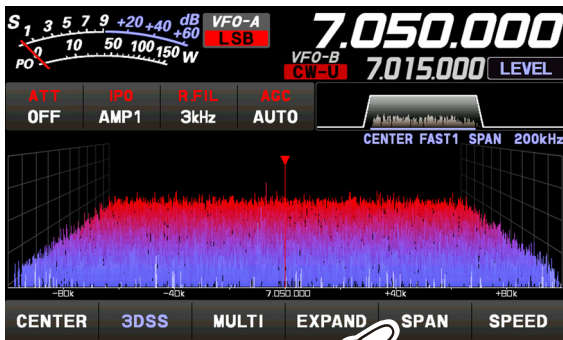 S 1 3 5 7 9 +20 +40 +60 dB
PO 0 10 50 100 150 W
VFO-A
LSB
7.050.000
VFO-B
CW-U
7.015.000
LEVEL
ATT IPO R.FIL AGC
OFF AMP1 3kHz AUTO
CENTER FAST1 SPAN 200kHz
-80k -40k 7.050.000 +40k +80k
CENTER 3DSS MULTI EXPAND SPAN SPEED